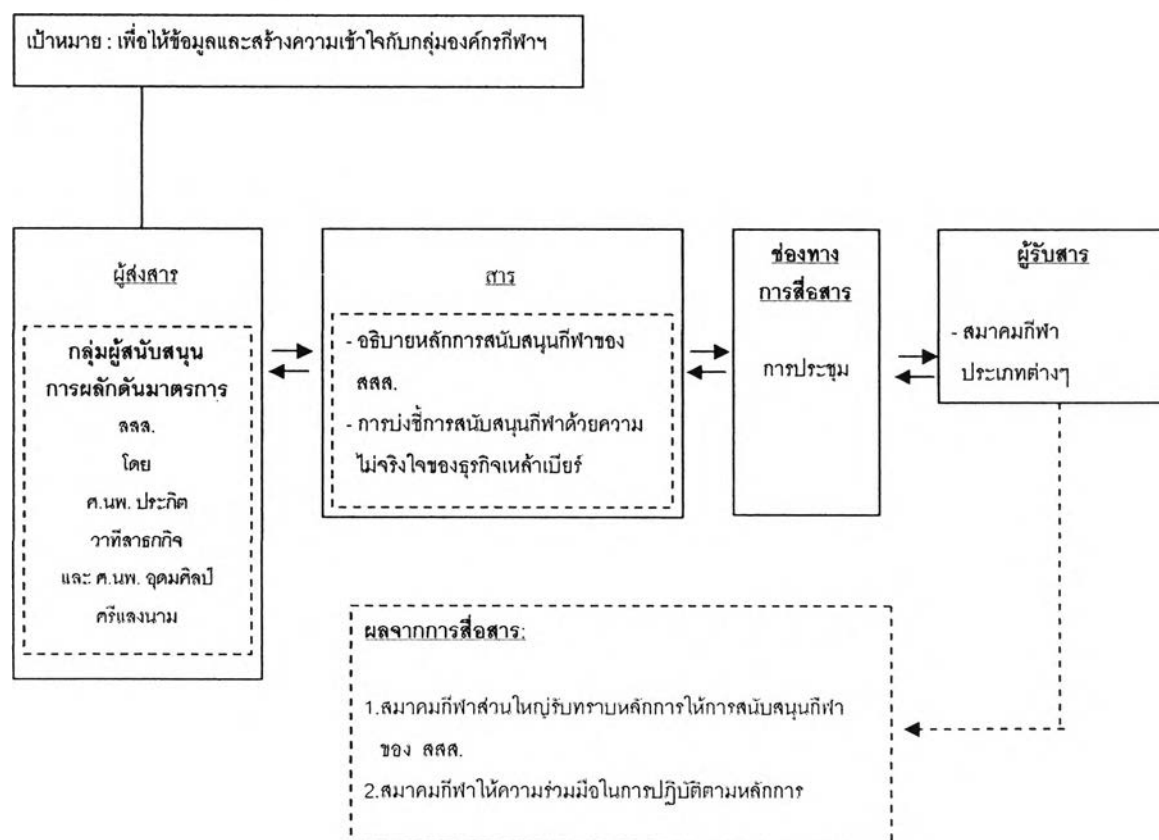 เป้าหมาย : เพื่อให้ข้อมูลและสร้างความเข้าใจกับกลุ่มองค์กรกีฬาฯ
ผู้ส่งสาร
กลุ่มผู้สนับสนุน
การผลักดันมาตรการ
สสส.
โดย
ศ.นพ. ประกิต
วาทีสาธกกิจ
และ ศ.นพ. อุดมศิลป์
ศรีแสงนาม
สาร
- อธิบายหลักการสนับสนุนกีฬาของ
สสส.
- การบ่งชี้การสนับสนุนกีฬาด้วยความ
ไม่จริงใจของธุรกิจเหล้าเบียร์
ช่องทาง
การสื่อสาร
การประชุม
ผู้รับสาร
- สมาคมกีฬา
ประเภทต่างๆ
ผลจากการสื่อสาร:
1.สมาคมกีฬาส่วนใหญ่รับทราบหลักการให้การสนับสนุนกีฬา
ของ สสส.
2.สมาคมกีฬาให้ความร่วมมือในการปฏิบัติตามหลักการ